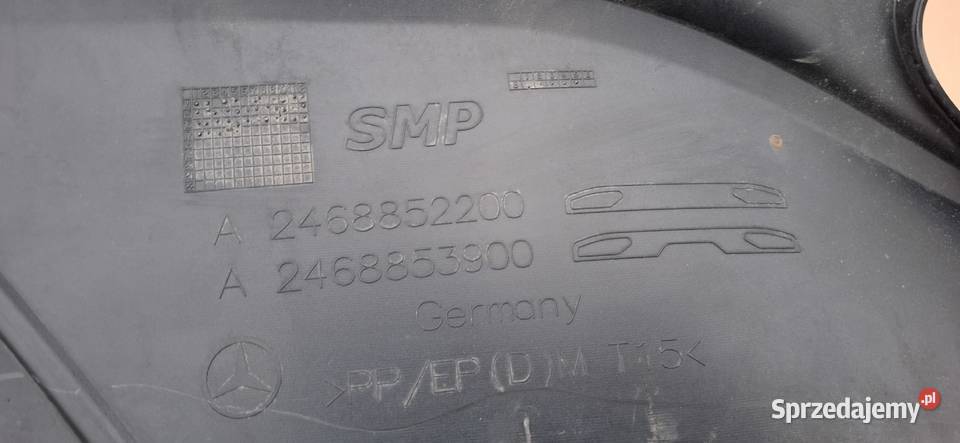 SMP
A 2468852200
A 2468853900
Germany
>PP/EP(D)M T15<
Sprzedajemy.pl